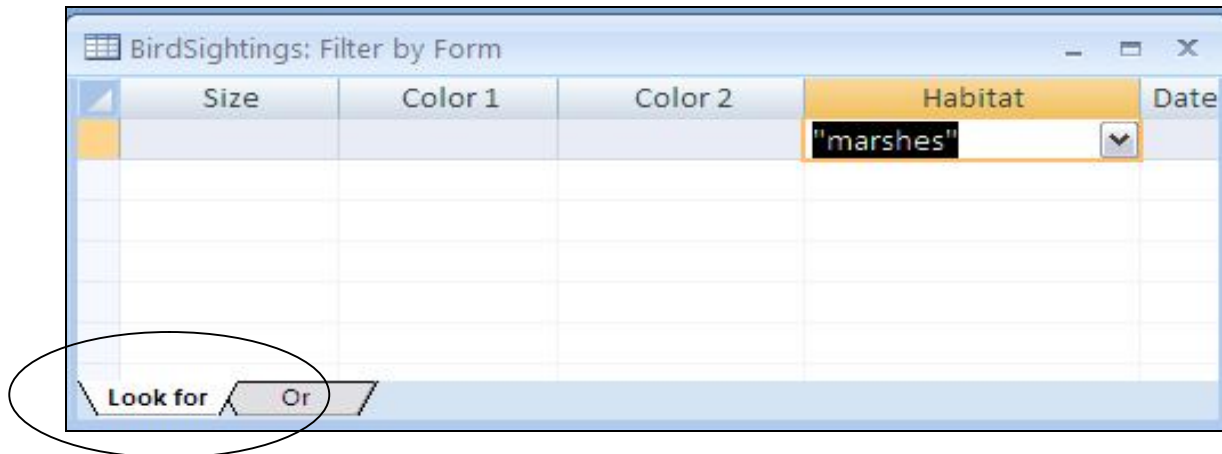 BirdSightings: Filter by Form
Size Color 1 Color 2 Habitat Date
"marshes"
Look for Or